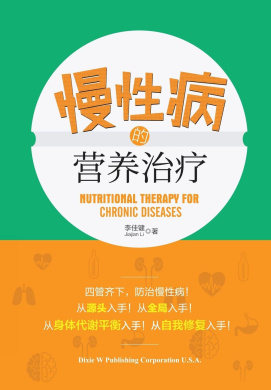 慢性病
的
营养治疗
NUTRITIONAL THERAPY FOR
CHRONIC DISEASES
李佳健 著
Jiajian Li
四管齐下，防治慢性病！
从源头入手！从全局入手！
从身体代谢平衡入手！从自我修复入手！
Dixie W Publishing Corporation U.S.A.